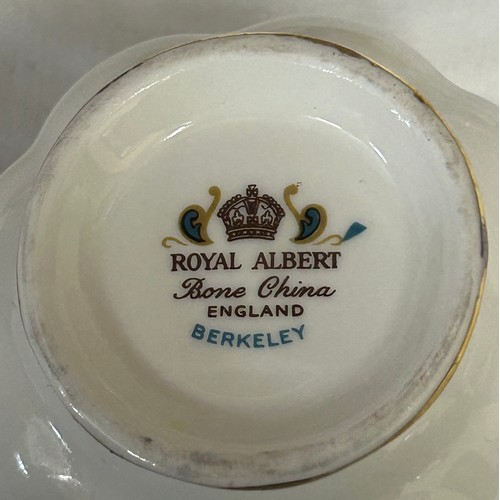 ROYAL ALBERT
Bone China
ENGLAND
BERKELEY